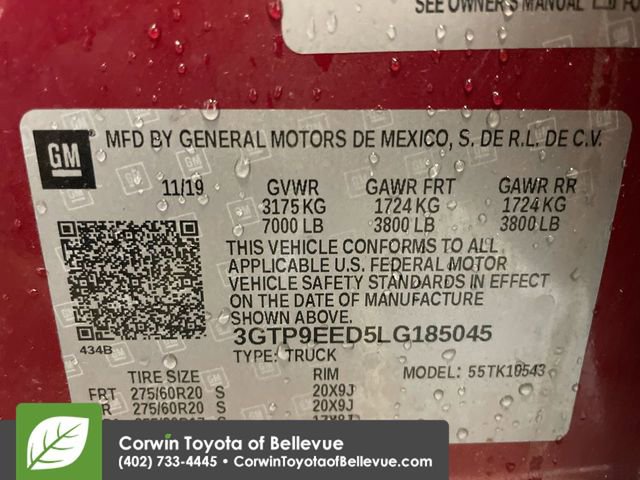 SEE OWNER'S MANUAL
GM
MFD BY GENERAL MOTORS DE MEXICO, S. DE R.L. DE C.V.
11/19 GVWR GAWR FRT GAWR RR
3175 KG 1724 KG 1724 KG
7000 LB 3800 LB 3800 LB
THIS VEHICLE CONFORMS TO ALL
APPLICABLE U.S. FEDERAL MOTOR
VEHICLE SAFETY STANDARDS IN EFFECT
ON THE DATE OF MANUFACTURE
SHOWN ABOVE.
3GTP9EED5LG185045
434B
TYPE: TRUCK MODEL: 55TK10543
TIRE SIZE RIM
FRT 275/60R20 S 20X9J
R 275/60R20 S 20X9J
Corwin Toyota of Bellevue
(402) 733-4445 • CorwinToyotaofBellevue.com